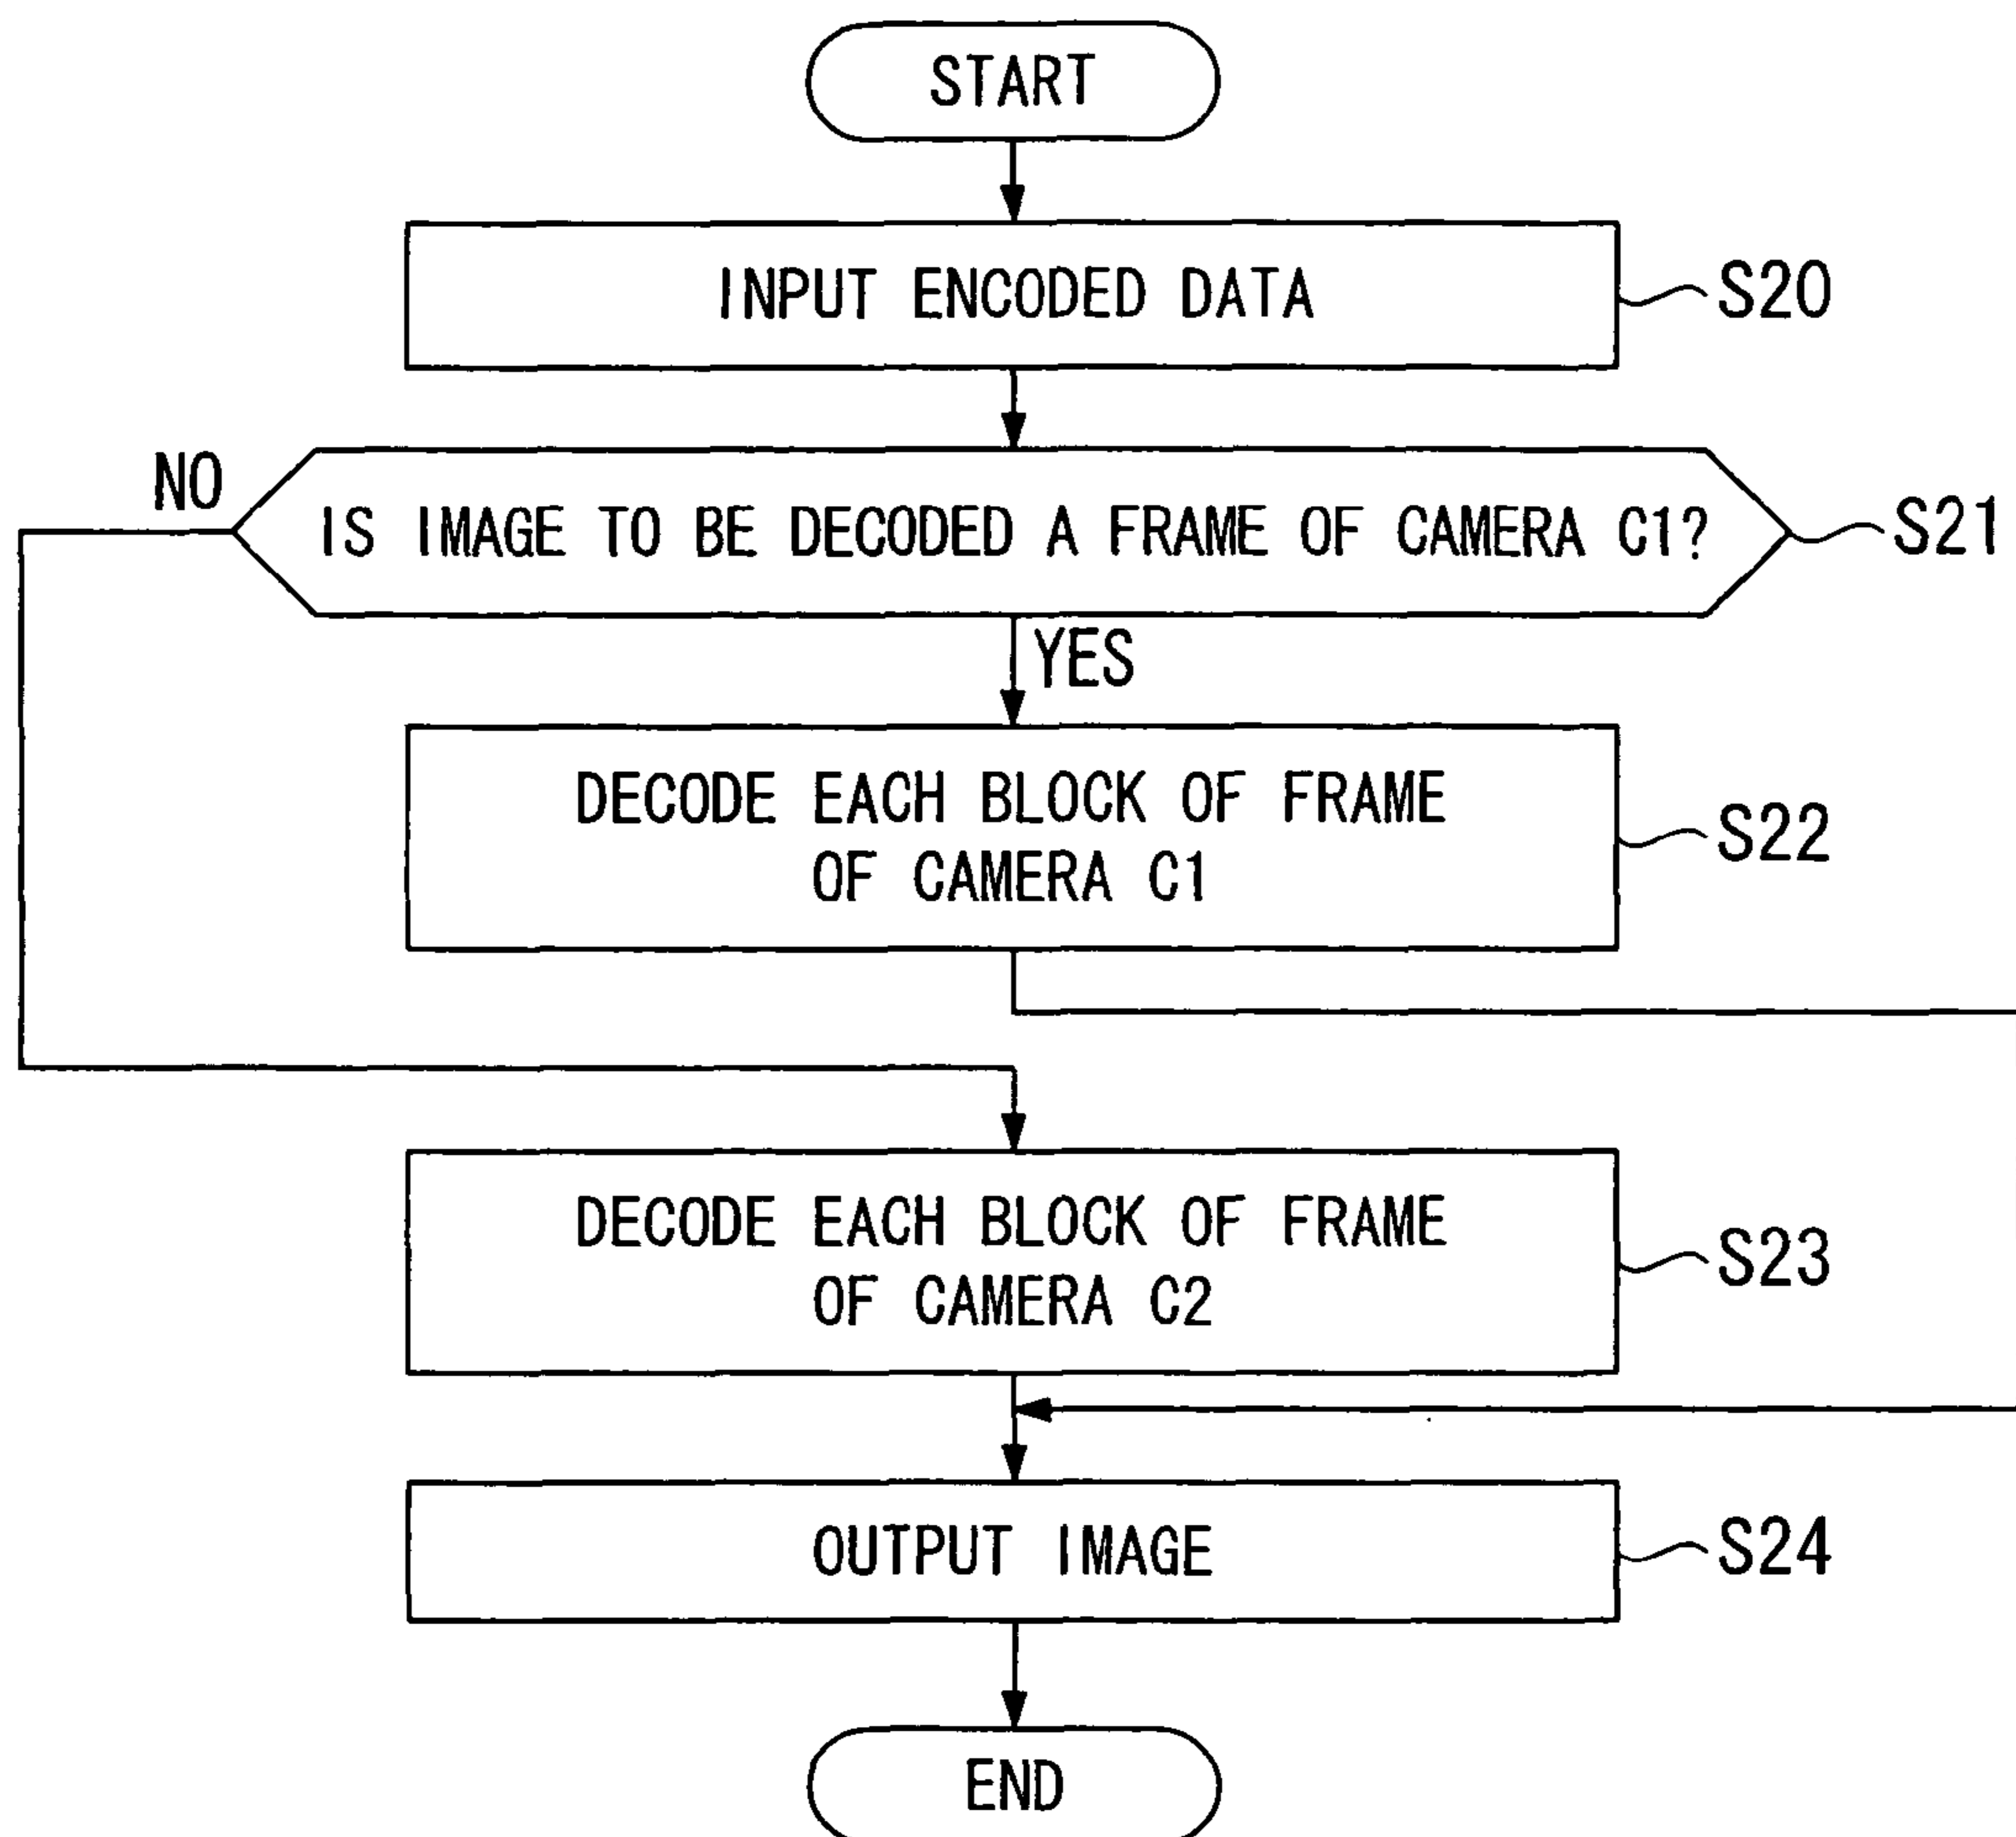 START
INPUT ENCODED DATA
S20
NO
IS IMAGE TO BE DECODED A FRAME OF CAMERA C1?
S21
YES
DECODE EACH BLOCK OF FRAME
OF CAMERA C1
S22
DECODE EACH BLOCK OF FRAME
OF CAMERA C2
S23
OUTPUT IMAGE
S24
END